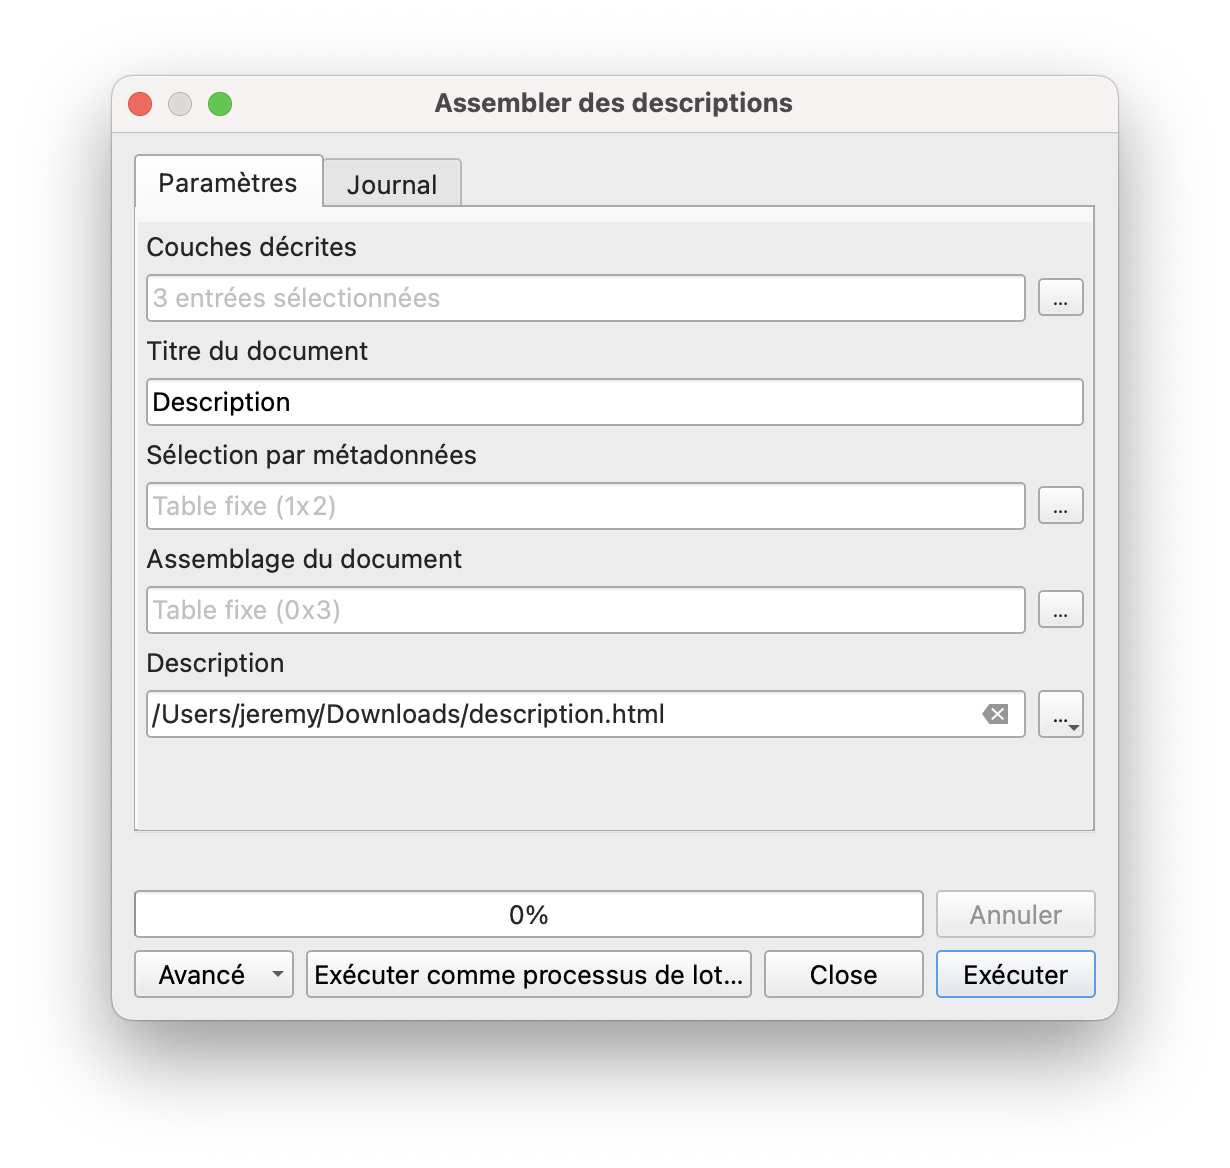 Assembler des descriptions
Paramètres
Journal
Couches décrites
3 entrées sélectionnées
...
Titre du document
Description
Sélection par métadonnées
Table fixe (1x2)
...
Assemblage du document
Table fixe (0x3)
...
Description
/Users/jeremy/Downloads/description.html
...
0%
Annuler
Avancé
Exécuter comme processus de lot...
Close
Exécuter